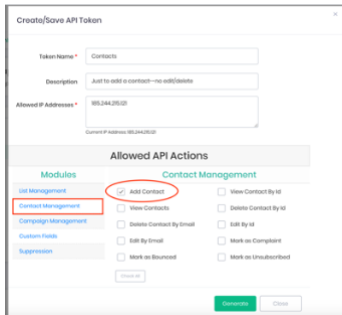 Create/Save API Token
×
Token Name * Contacts
Description Just to add a contact--no edit/delete
Allowed IP Addresses * 185.244.215.121
Current IP Address: 185.244.215.121
Allowed API Actions
Modules Contact Management
List Management Add Contact View Contact By Id
Contact Management View Contacts Delete Contact By Id
Campaign Management Delete Contact By Email Edit By Id
Custom Fields Edit By Email Mark as Complaint
Suppression Mark as Bounced Mark as Unsubscribed
Check All
Generate Close